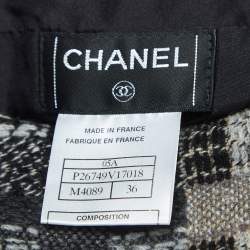 CHANEL
MADE IN FRANCE
FABRIQUE EN FRANCE
05A
P26749V17018
M4089 36
COMPOSITION